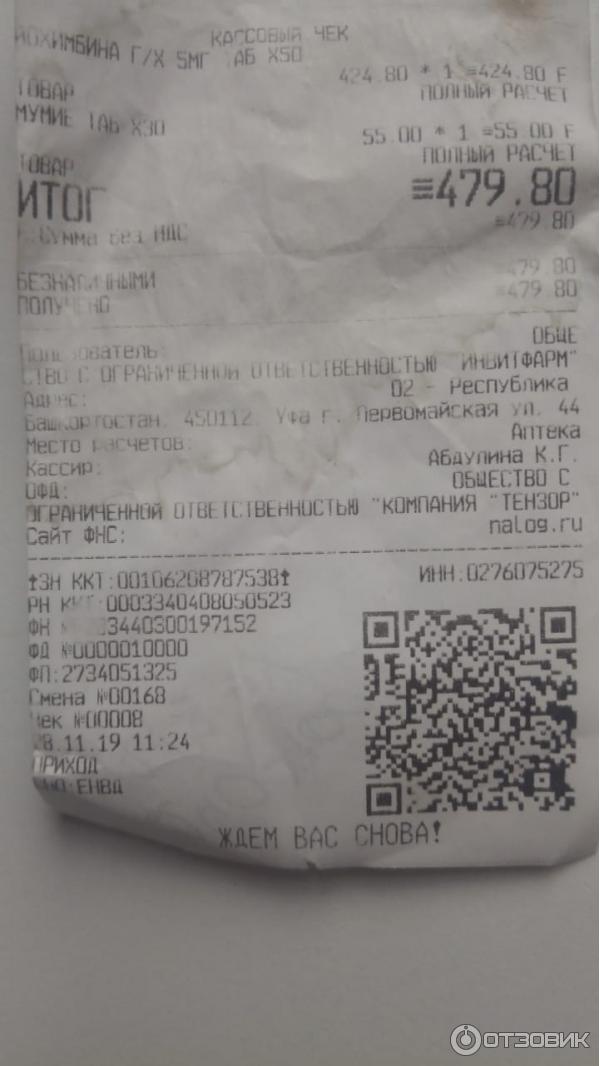 КАССОВЫЙ ЧЕК
ЙОХИМБИНА Г/Х 5МГ ТАБ Х50
424.80 * 1 ≡424.80 F
ТОВАР ПОЛНЫЙ РАСЧЕТ
МУМИЕ ТАБ Х30
55.00 * 1 ≡55.00 F
ТОВАР ПОЛНЫЙ РАСЧЕТ
ИТОГ ≡479.80
Сумма без НДС ≡479.80
БЕЗНАЛИЧНЫМИ ≡479.80
ПОЛУЧЕНО ≡479.80
Пользователь: ОБЩЕ
СТВО С ОГРАНИЧЕННОЙ ОТВЕТСТВЕННОСТЬЮ "ИНВИТФАРМ"
Адрес: 02 - Республика
Башкортостан, 450112, Уфа г, Первомайская ул, 44
Место расчетов: Аптека
Кассир: Абдулина К.Г.
ОФД: ОБЩЕСТВО С
ОГРАНИЧЕННОЙ ОТВЕТСТВЕННОСТЬЮ "КОМПАНИЯ "ТЕНЗОР"
Сайт ФНС: nalog.ru
↑ЗН ККТ:00106208787538↑ ИНН:0276075275
РН ККТ:0003340408050523
ФН 3440300197152
ФД №0000010000
ФП:2734051325
Смена №00168
Чек №00008
28.11.19 11:24
ПРИХОД
СНО:ЕНВД
ЖДЕМ ВАС СНОВА!
ОТЗОВИК